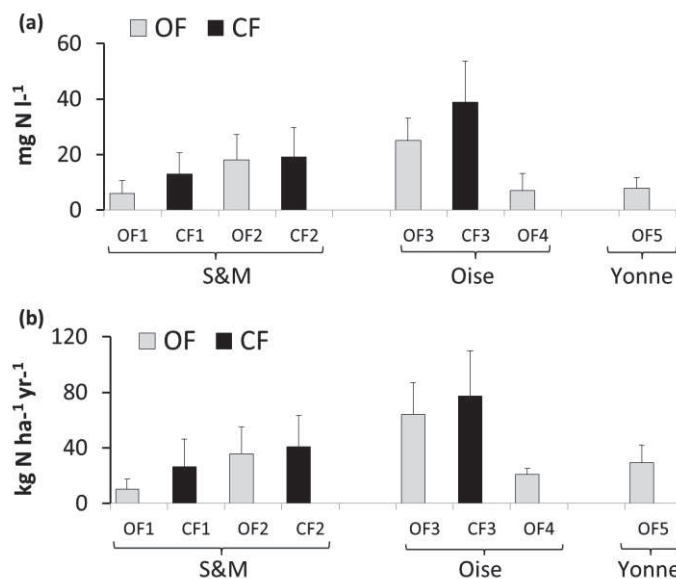 (a)
OF CF
mg N l-¹
60
40
20
0
OF1 CF1 OF2 CF2 OF3 CF3 OF4 OF5
S&M Oise Yonne
(b)
OF CF
kg N ha-¹ yr-¹
120
80
40
0
OF1 CF1 OF2 CF2 OF3 CF3 OF4 OF5
S&M Oise Yonne